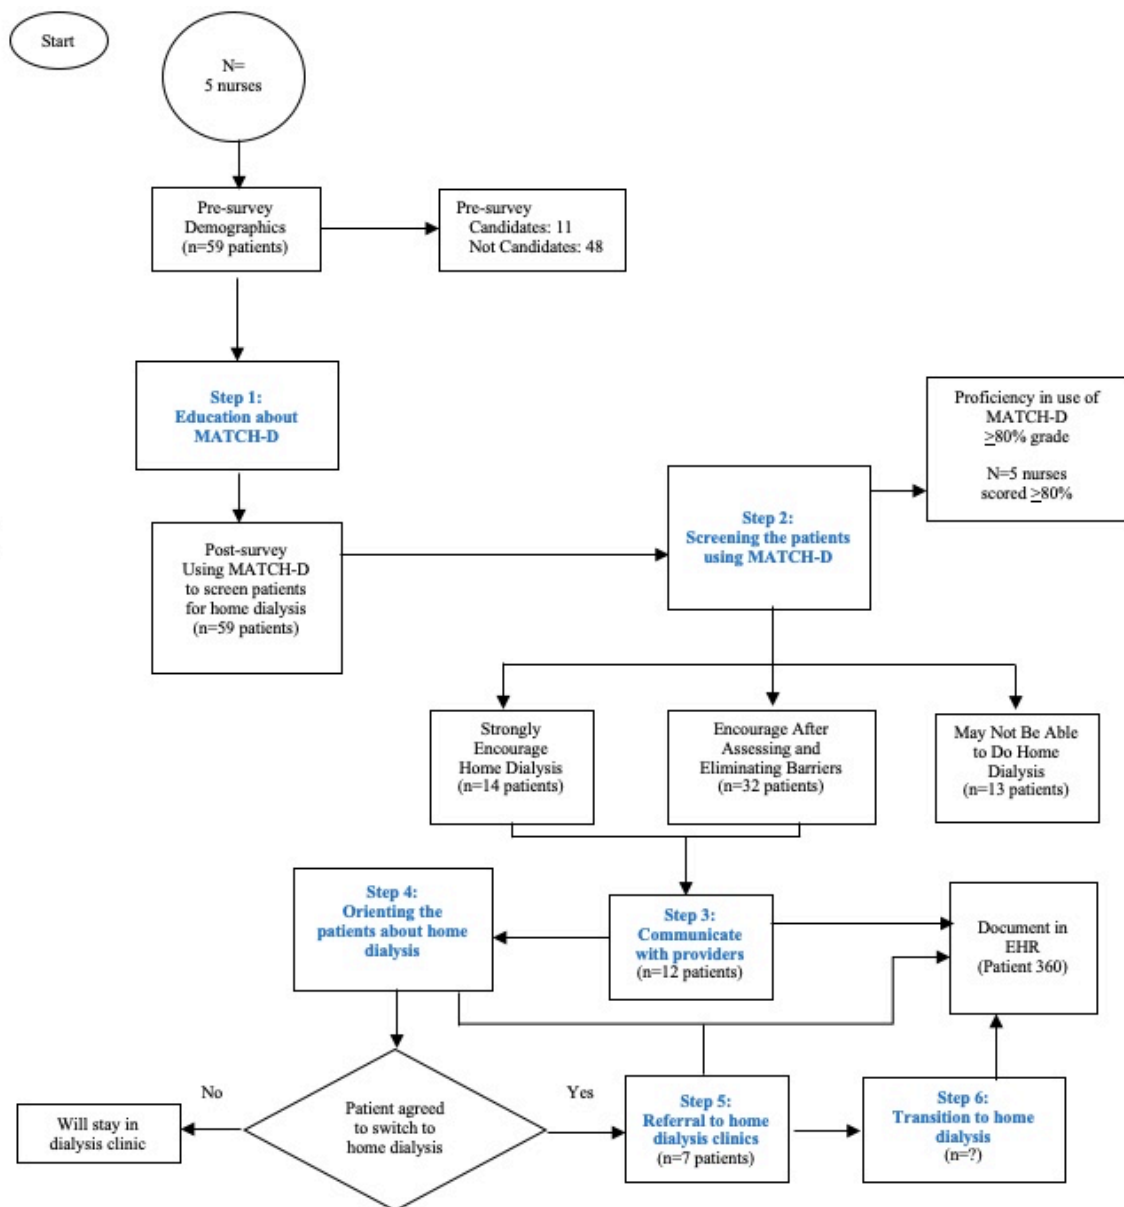 Start
N=
5 nurses
Pre-survey
Demographics
(n=59 patients)
Pre-survey
Candidates: 11
Not Candidates: 48
Step 1:
Education about
MATCH-D
Proficiency in use of
MATCH-D
≥80% grade
N=5 nurses
scored ≥80%
Step 2:
Screening the patients
using MATCH-D
Post-survey
Using MATCH-D
to screen patients
for home dialysis
(n=59 patients)
Strongly
Encourage
Home Dialysis
(n=14 patients)
Encourage After
Assessing and
Eliminating Barriers
(n=32 patients)
May Not Be Able
to Do Home
Dialysis
(n=13 patients)
Step 4:
Orienting the
patients about home
dialysis
Step 3:
Communicate
with providers
(n=12 patients)
Document in
EHR
(Patient 360)
No
Yes
Will stay in
dialysis clinic
Patient agreed
to switch to
home dialysis
Step 5:
Referral to home
dialysis clinics
(n=7 patients)
Step 6:
Transition to home
dialysis
(n=?)